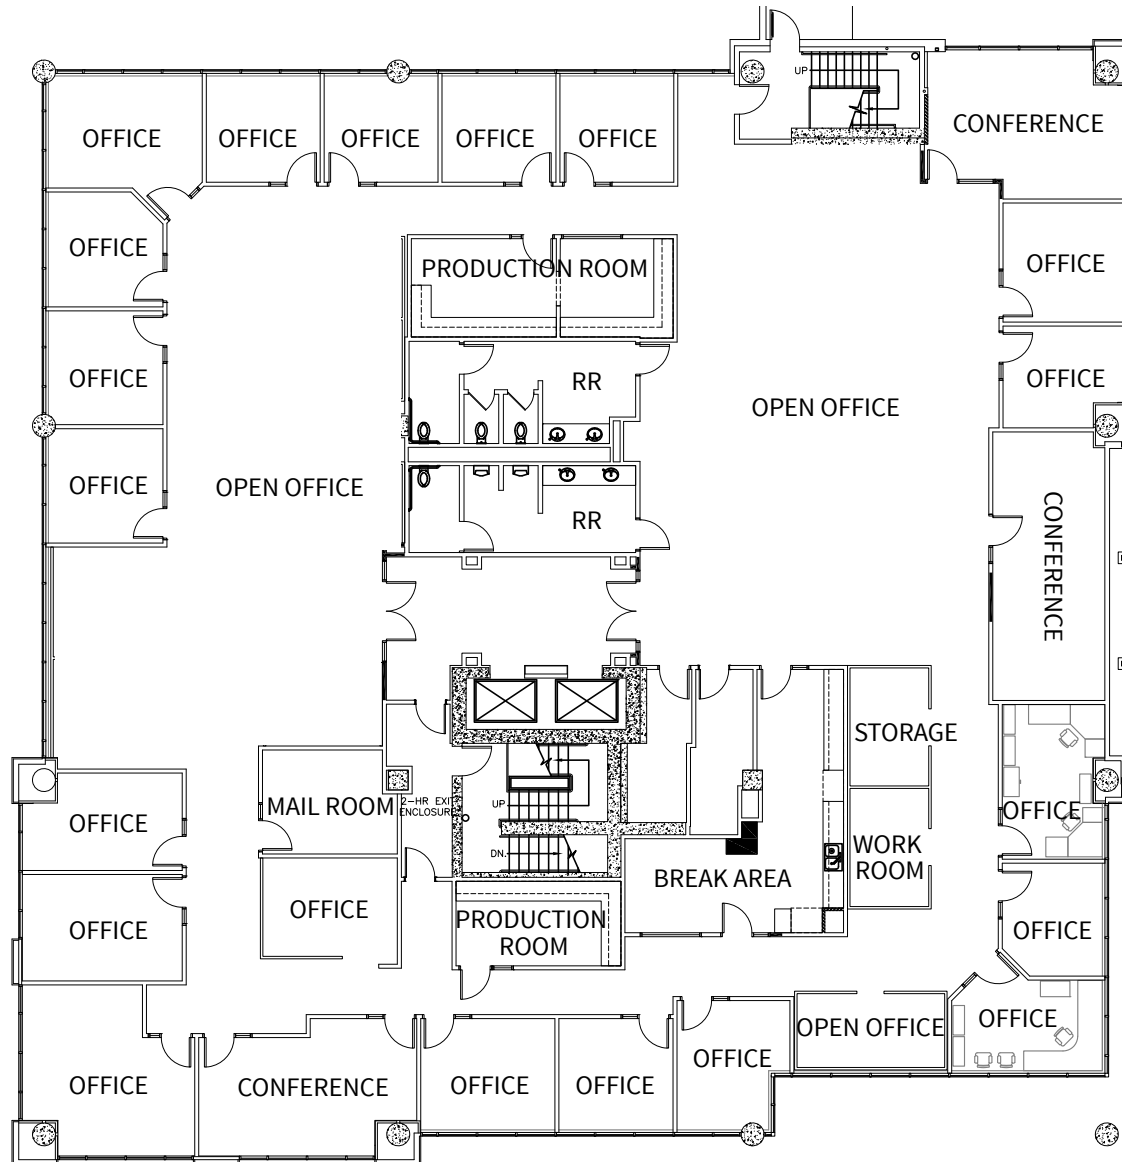 UP
CONFERENCE
OFFICE
OFFICE
OFFICE
OFFICE
OFFICE
OFFICE
PRODUCTION ROOM
OFFICE
OFFICE
RR
OFFICE
OPEN OFFICE
OFFICE
OPEN OFFICE
RR
CONFERENCE
STORAGE
MAIL ROOM
2-HR EXIT
ENCLOSURE
UP
OFFICE
OFFICE
DN.
WORK
ROOM
BREAK AREA
OFFICE
OFFICE
PRODUCTION
ROOM
OFFICE
OFFICE
OPEN OFFICE
OFFICE
OFFICE
CONFERENCE
OFFICE
OFFICE
OFFICE